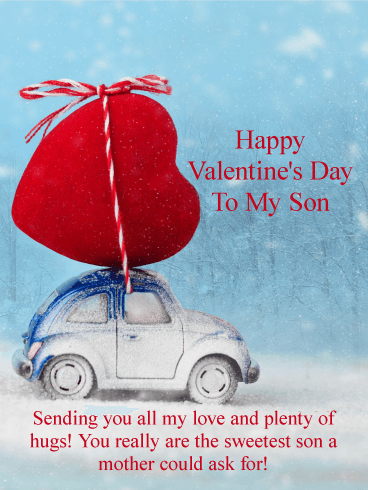 Happy
Valentine's Day
To My Son
Sending you all my love and plenty of
hugs! You really are the sweetest son a
mother could ask for!